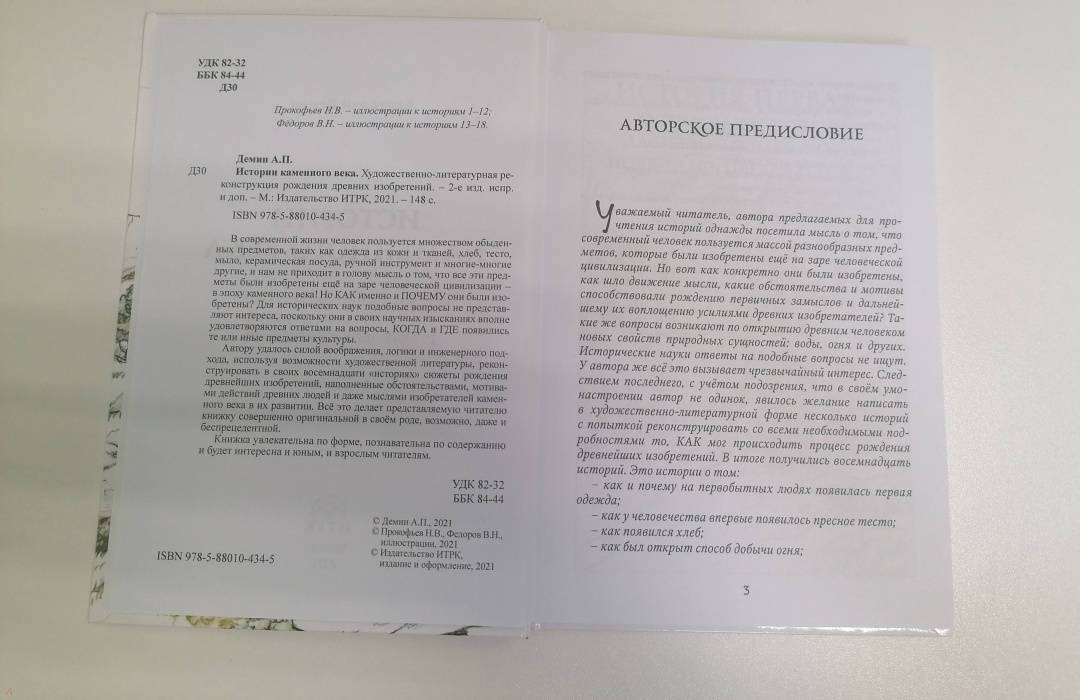 УДК 82-32
ББК 84-44
Д30
Прокофьев Н.В. – иллюстрации к историям 1–12;
Фёдоров В.Н. – иллюстрации к историям 13–18.
Демин А.П.
Д30 Истории каменного века. Художественно-литературная ре-
конструкция рождения древних изобретений. – 2-е изд. испр.
и доп. – М.: Издательство ИТРК, 2021. – 148 с.
ISBN 978-5-88010-434-5
В современной жизни человек пользуется множеством обыден-
ных предметов, таких как одежда из кожи и тканей, хлеб, тесто,
мыло, керамическая посуда, ручной инструмент и многие-многие
другие, и нам не приходит в голову мысль о том, что все эти пред-
меты были изобретены ещё на заре человеческой цивилизации –
в эпоху каменного века! Но КАК именно и ПОЧЕМУ они были изо-
бретены? Для исторических наук подобные вопросы не представ-
ляют интереса, поскольку они в своих научных изысканиях вполне
удовлетворяются ответами на вопросы, КОГДА и ГДЕ появились
те или иные предметы культуры.
Автору удалось силой воображения, логики и инженерного под-
хода, используя возможности художественной литературы, рекон-
струировать в своих восемнадцати «историях» сюжеты рождения
древнейших изобретений, наполненные обстоятельствами, мотива-
ми действий древних людей и даже мыслями изобретателей камен-
ного века в их развитии. Всё это делает представляемую читателю
книжку совершенно оригинальной в своём роде, возможно, даже и
беспрецедентной.
Книжка увлекательна по форме, познавательна по содержанию
и будет интересна и юным, и взрослым читателям.
УДК 82-32
ББК 84-44
© Демин А.П., 2021
© Прокофьев Н.В., Федоров В.Н.,
иллюстрации, 2021
© Издательство ИТРК,
издание и оформление, 2021
ISBN 978-5-88010-434-5
АВТОРСКОЕ ПРЕДИСЛОВИЕ
Уважаемый читатель, автора предлагаемых для про-
чтения историй однажды посетила мысль о том, что
современный человек пользуется массой разнообразных пред-
метов, которые были изобретены ещё на заре человеческой
цивилизации. Но вот как конкретно они были изобретены,
как шло движение мысли, какие обстоятельства и мотивы
способствовали рождению первичных замыслов и дальней-
шему их воплощению усилиями древних изобретателей? Та-
кие же вопросы возникают по открытию древним человеком
новых свойств природных сущностей: воды, огня и других.
Исторические науки ответы на подобные вопросы не ищут.
У автора же всё это вызывает чрезвычайный интерес. След-
ствием последнего, с учётом подозрения, что в своём умо-
настроении автор не одинок, явилось желание написать
в художественно-литературной форме несколько историй
с попыткой реконструировать со всеми необходимыми под-
робностями то, КАК мог происходить процесс рождения
древнейших изобретений. В итоге получились восемнадцать
историй. Это истории о том:
– как и почему на первобытных людях появилась первая
одежда;
– как у человечества впервые появилось пресное тесто;
– как появился хлеб;
– как был открыт способ добычи огня;
3